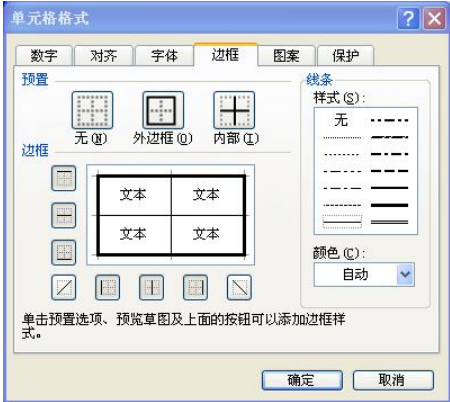 单元格格式
数字 对齐 字体 边框 图案 保护
预置
无(N) 外边框(O) 内部(I)
边框
文本 文本
文本 文本
线条
样式(S):
无
颜色(C):
自动
单击预置选项、预览草图及上面的按钮可以添加边框样
式。
确定 取消